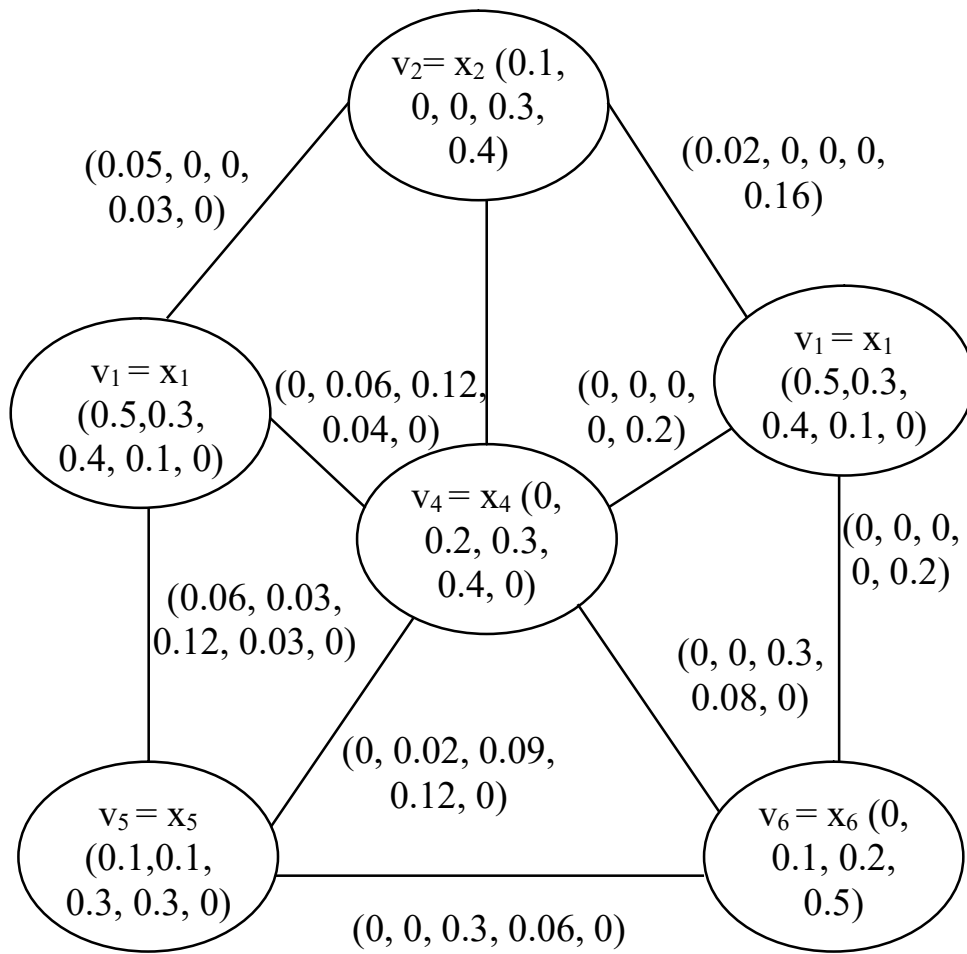 v₂= x₂ (0.1,
0, 0, 0.3,
0.4)
(0.05, 0, 0,
0.03, 0)
(0.02, 0, 0, 0,
0.16)
v₁ = x₁
(0.5,0.3,
0.4, 0.1, 0)
(0, 0.06, 0.12,
0.04, 0)
(0, 0, 0,
0, 0.2)
v₁ = x₁
(0.5,0.3,
0.4, 0.1, 0)
v₄ = x₄ (0,
0.2, 0.3,
0.4, 0)
(0, 0, 0,
0, 0.2)
(0.06, 0.03,
0.12, 0.03, 0)
(0, 0, 0.3,
0.08, 0)
(0, 0.02, 0.09,
0.12, 0)
v₅ = x₅
(0.1,0.1,
0.3, 0.3, 0)
v₆ = x₆ (0,
0.1, 0.2,
0.5)
(0, 0, 0.3, 0.06, 0)